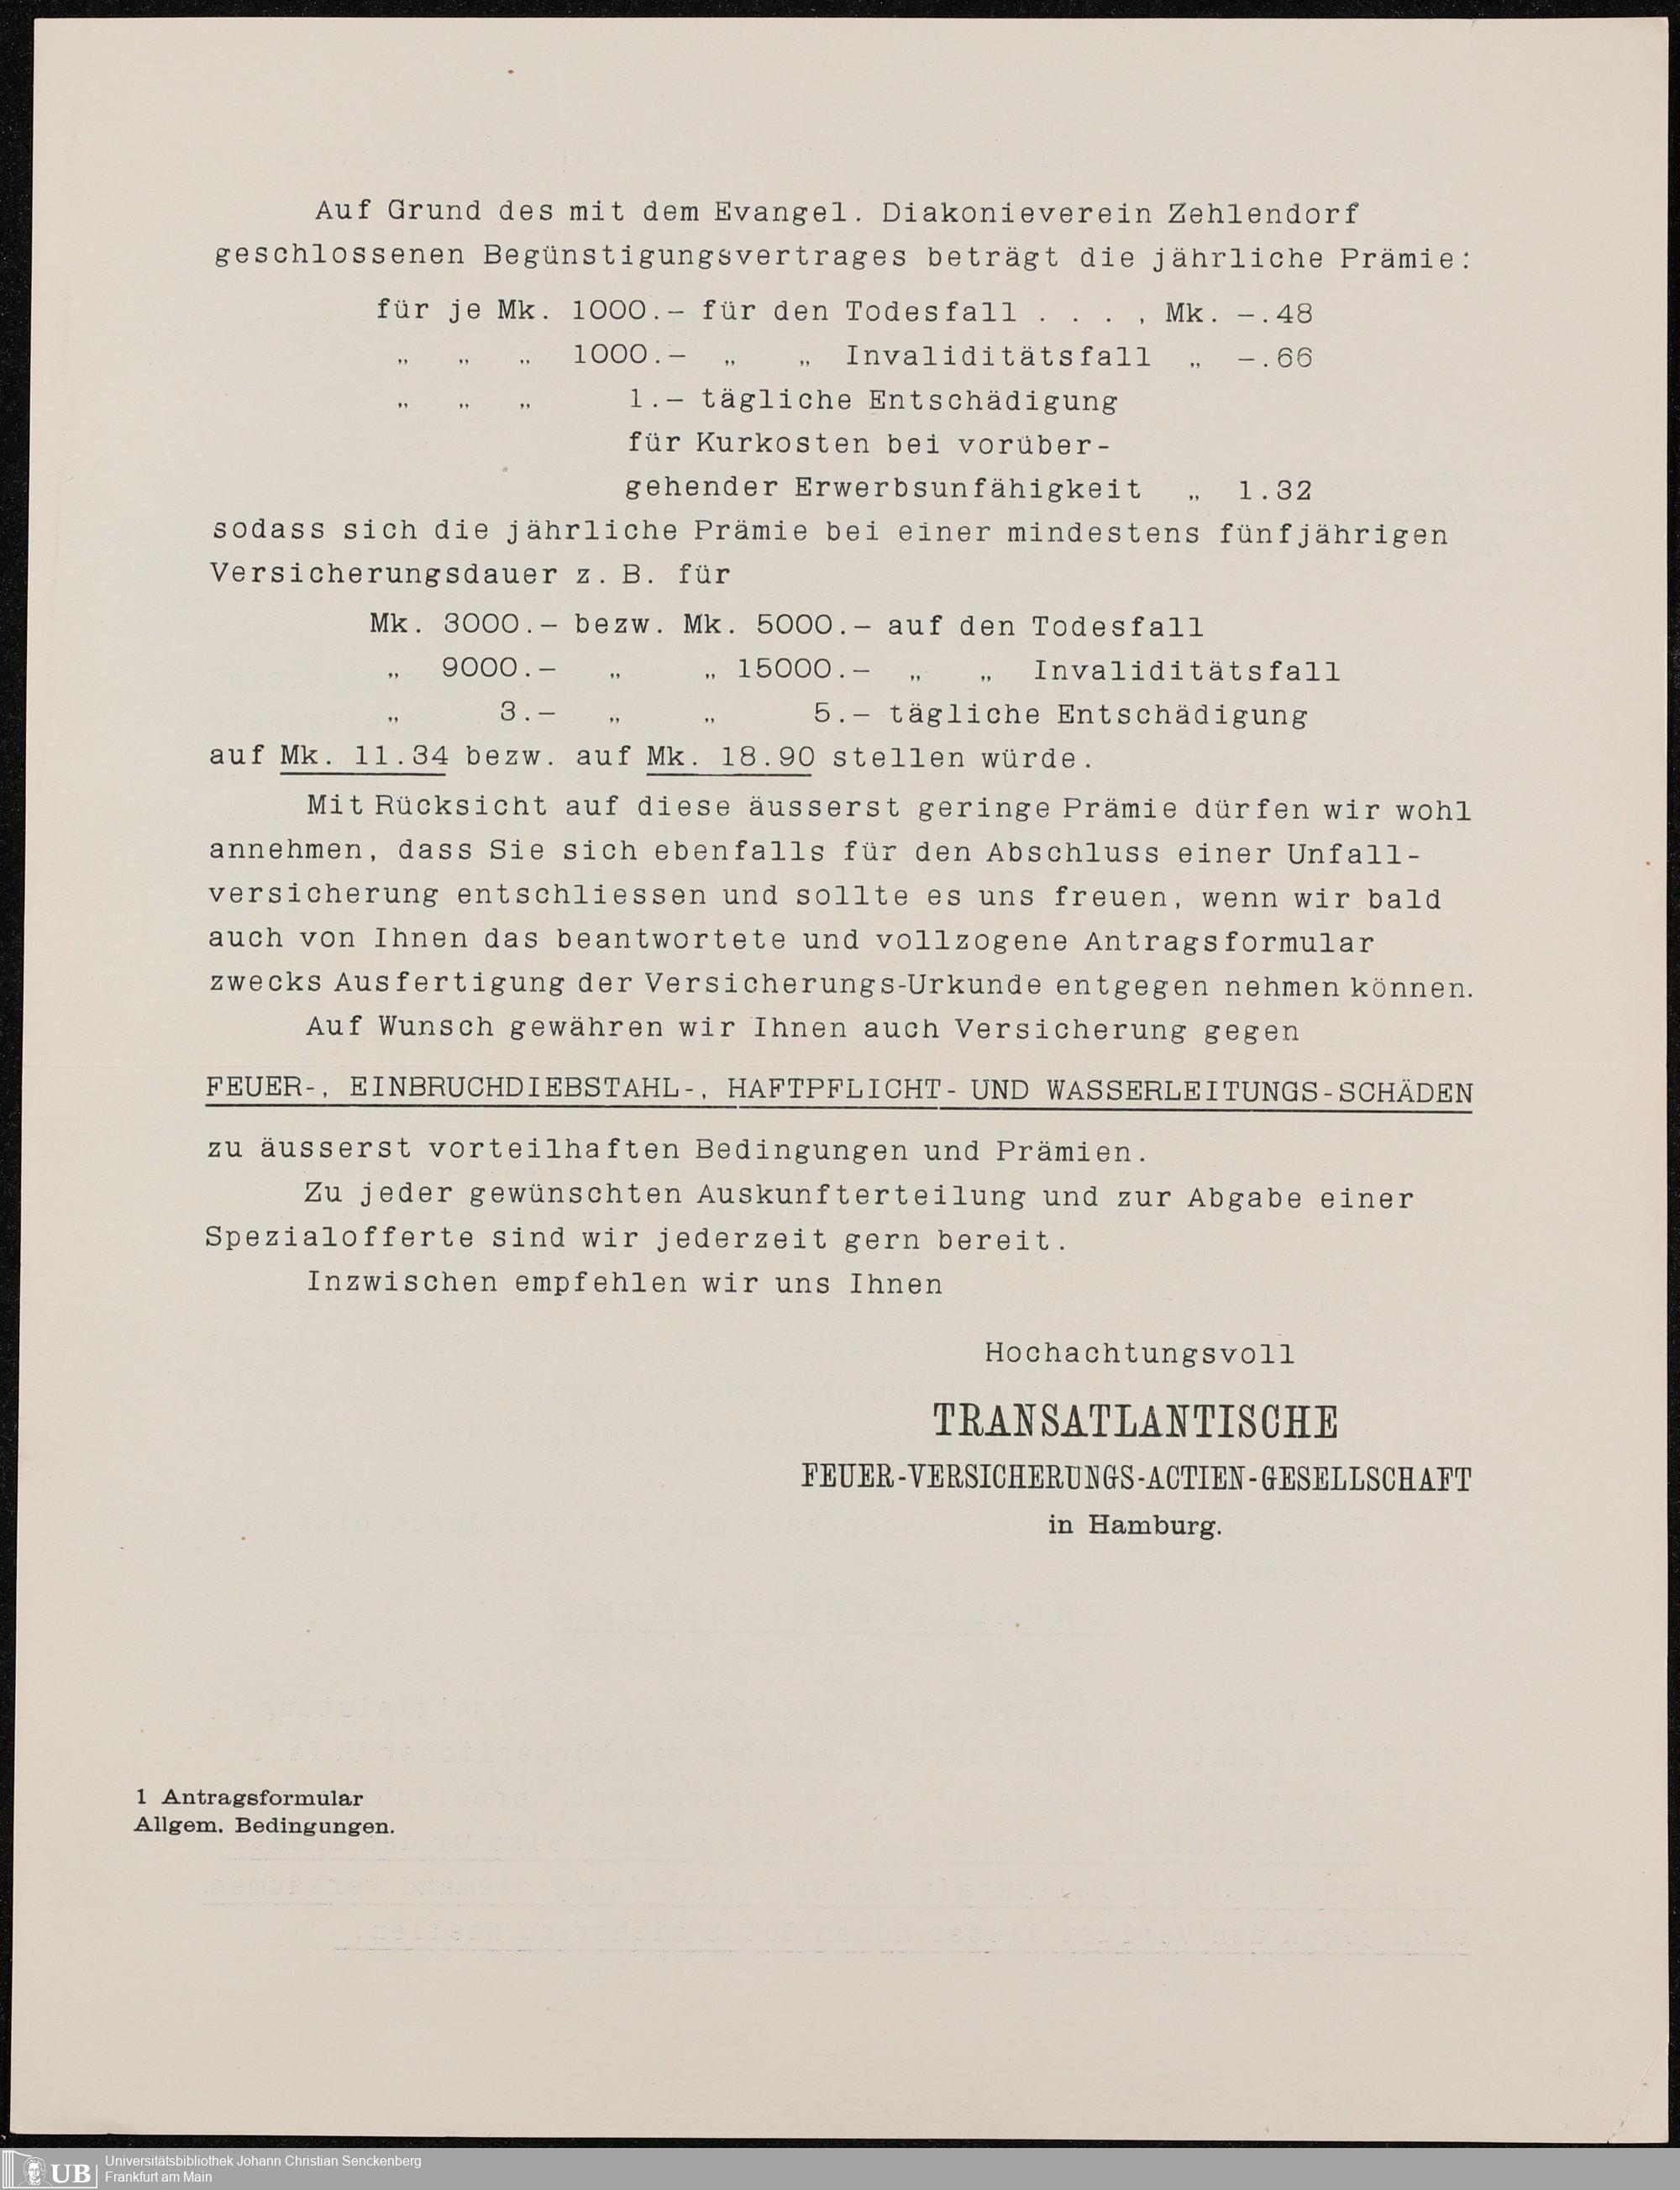 Auf Grund des mit dem Evangel. Diakonieverein Zehlendorf
geschlossenen Begünstigungsvertrages beträgt die jährliche Prämie:
für je Mk. 1000.— für den Todesfall . . . , Mk. —.48
„ „ „ 1000.— „ „ Invaliditätsfall „ —.66
„ „ „ 1.— tägliche Entschädigung
für Kurkosten bei vorüber-
gehender Erwerbsunfähigkeit „ 1.32
sodass sich die jährliche Prämie bei einer mindestens fünfjährigen
Versicherungsdauer z. B. für
Mk. 3000.— bezw. Mk. 5000.— auf den Todesfall
„ 9000.— „ „ 15000.— „ „ Invaliditätsfall
„ 3.— „ „ 5.— tägliche Entschädigung
auf Mk. 11.34 bezw. auf Mk. 18.90 stellen würde.
Mit Rücksicht auf diese äusserst geringe Prämie dürfen wir wohl
annehmen, dass Sie sich ebenfalls für den Abschluss einer Unfall-
versicherung entschliessen und sollte es uns freuen, wenn wir bald
auch von Ihnen das beantwortete und vollzogene Antragsformular
zwecks Ausfertigung der Versicherungs-Urkunde entgegen nehmen können.
Auf Wunsch gewähren wir Ihnen auch Versicherung gegen
FEUER-, EINBRUCHDIEBSTAHL-, HAFTPFLICHT- UND WASSERLEITUNGS-SCHÄDEN
zu äusserst vorteilhaften Bedingungen und Prämien.
Zu jeder gewünschten Auskunfterteilung und zur Abgabe einer
Spezialofferte sind wir jederzeit gern bereit.
Inzwischen empfehlen wir uns Ihnen
Hochachtungsvoll
TRANSATLANTISCHE
FEUER-VERSICHERUNGS-ACTIEN-GESELLSCHAFT
in Hamburg.
1 Antragsformular
Allgem. Bedingungen.
UB Universitätsbibliothek Johann Christian Senckenberg
Frankfurt am Main